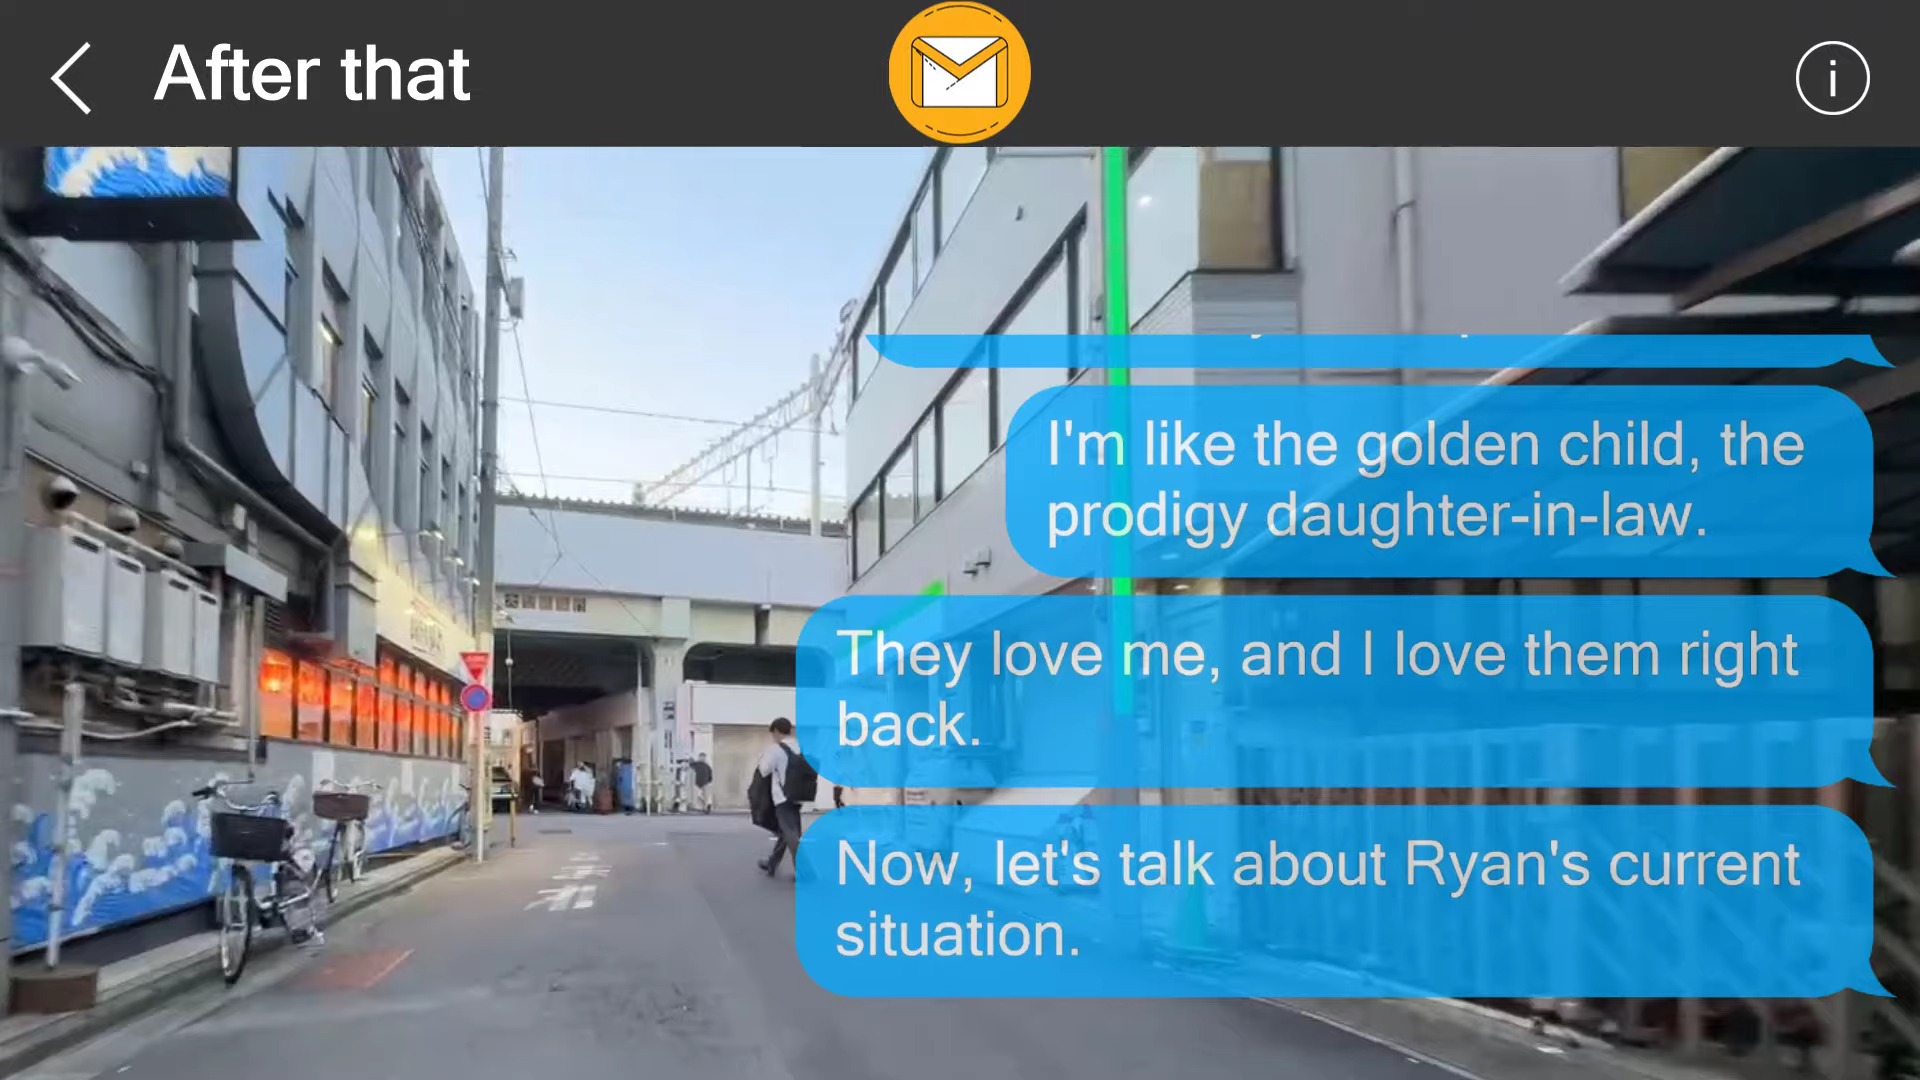 After that
I'm like the golden child, the
prodigy daughter-in-law.
They love me, and I love them right
back.
Now, let's talk about Ryan's current
situation.